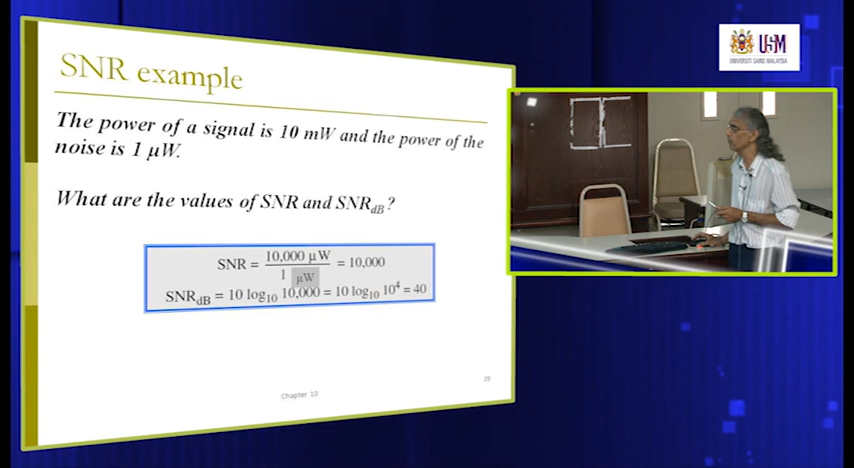 SNR example
The power of a signal is 10 mW and the power of the
noise is 1 μW.
What are the values of SNR and SNRdB?
SNR = 10,000 μW / 1 μW = 10,000
SNRdB = 10 log10 10,000 = 10 log10 10⁴ = 40
Chapter 10
29
USM
UNIVERSITI SAINS MALAYSIA